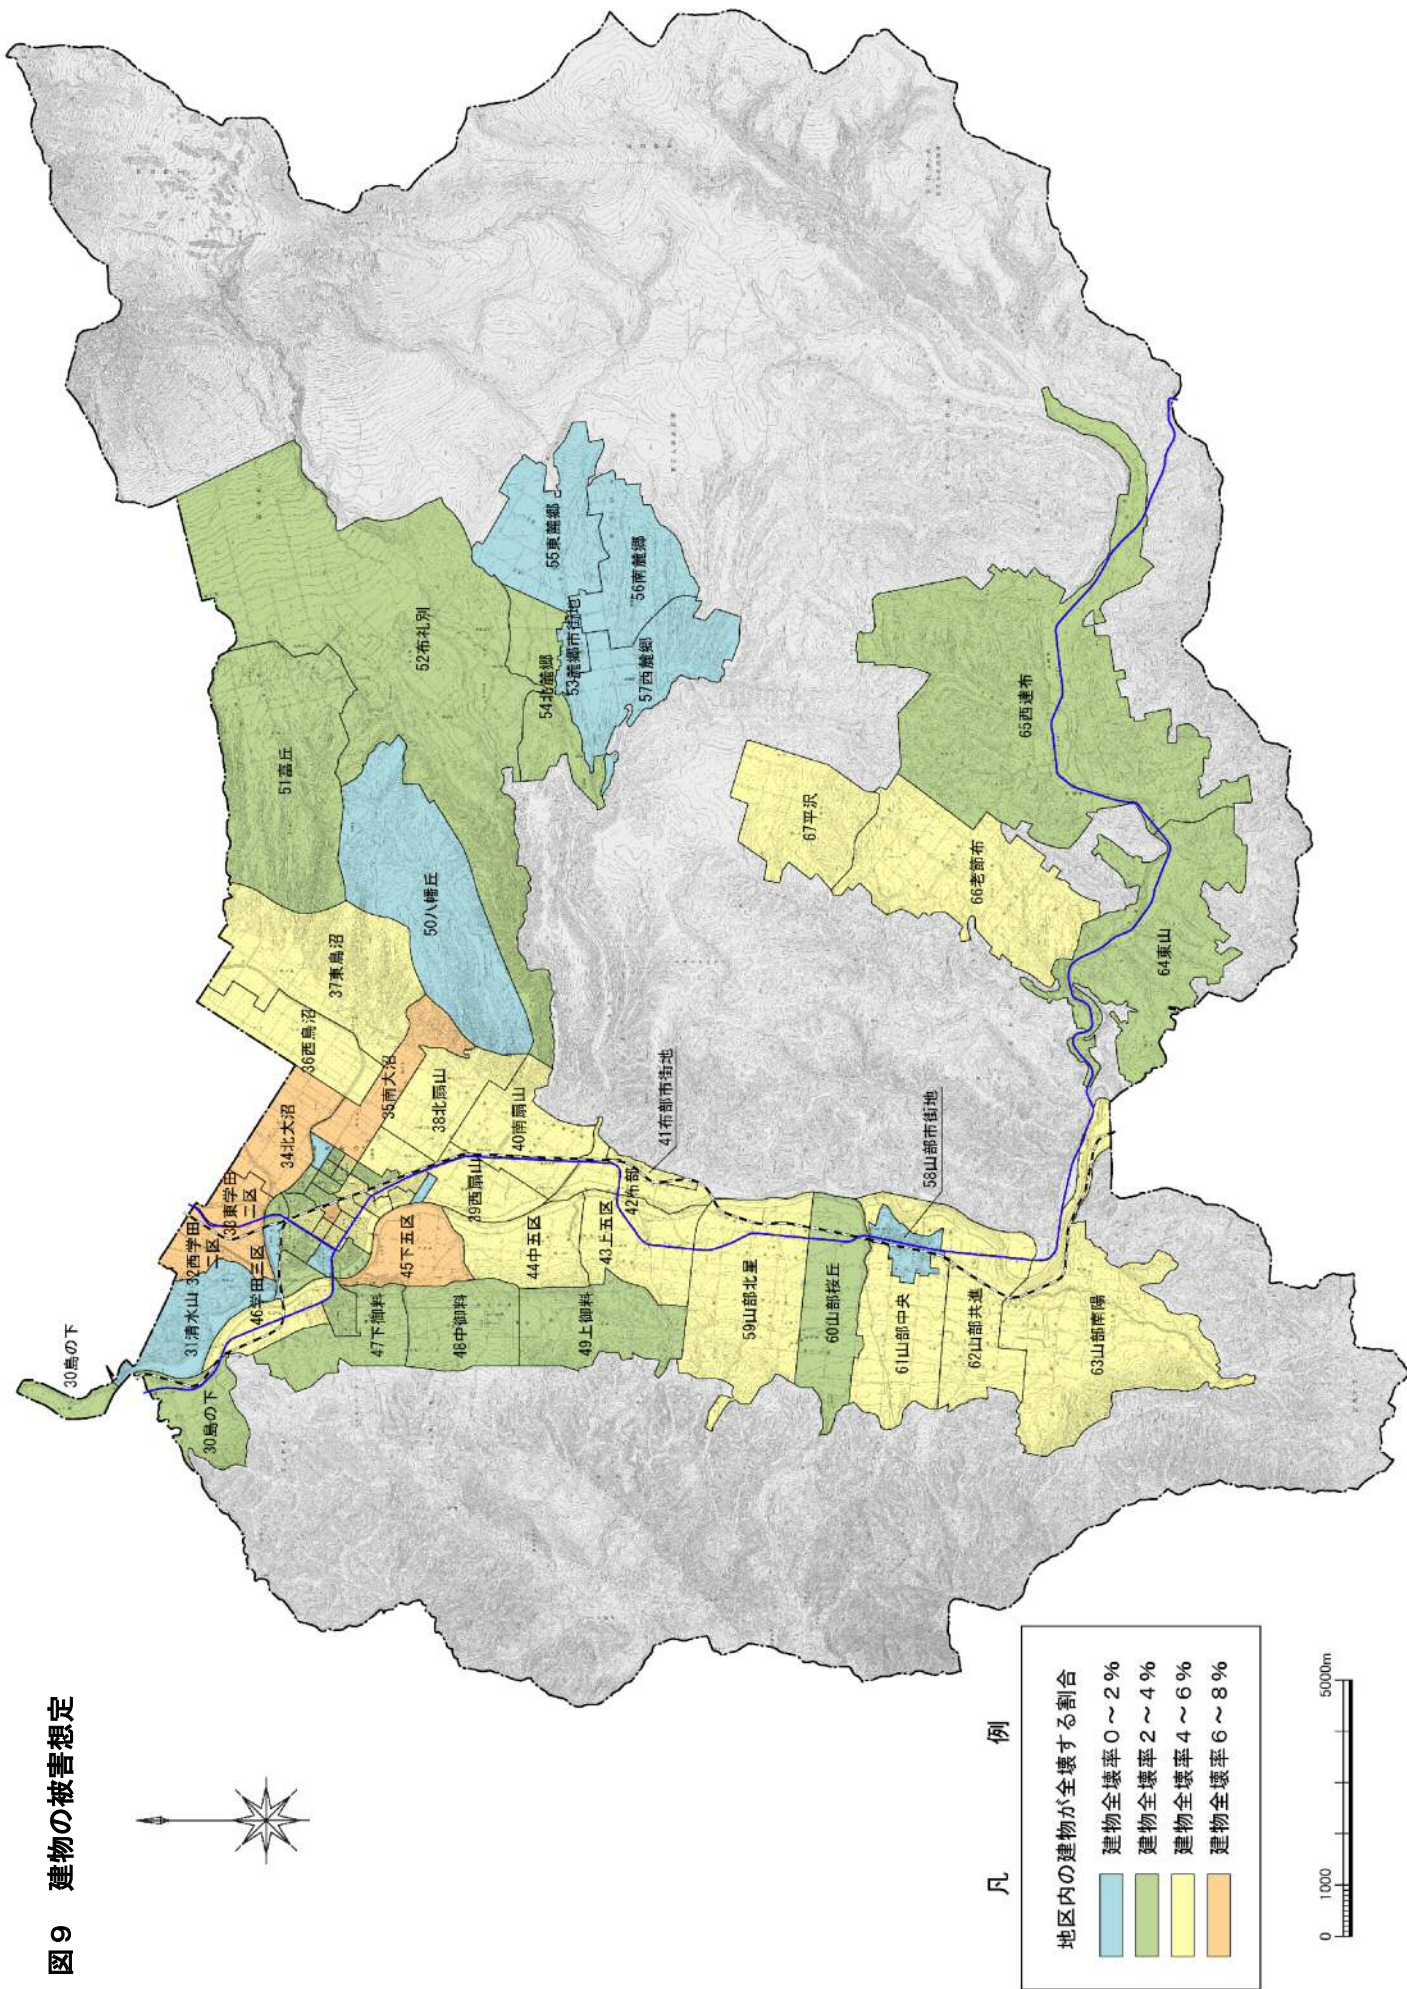 図９　建物の被害想定
30島の下
30島の下
31清水山
32西学田
二区
33東学田
二区
34北大沼
35南大沼
36西鳥沼
37東鳥沼
38北扇山
39西扇山
40南扇山
41布部市街地
42布部
43上五区
44中五区
45下五区
46学田三区
47下御料
48中御料
49上御料
50八幡丘
51富丘
52布礼別
53麓郷市街地
54北麓郷
55東麓郷
56南麓郷
57西麓郷
58山部市街地
59山部北星
60山部桜丘
61山部中央
62山部共進
63山部南陽
64東山
65西達布
66老節布
67平沢
凡　例
地区内の建物が全壊する割合
建物全壊率０～２％
建物全壊率２～４％
建物全壊率４～６％
建物全壊率６～８％
0 1000 5000m